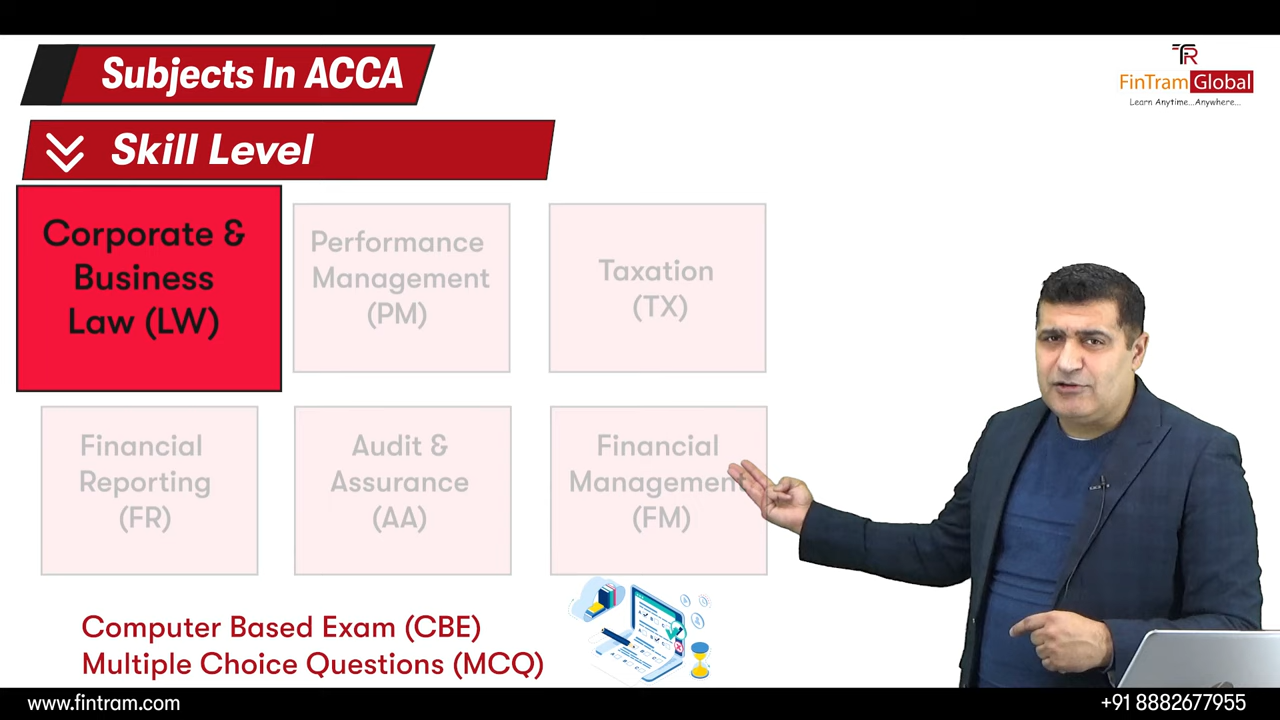 Subjects In ACCA
FinTram Global
Learn Anytime...Anywhere...
Skill Level
Corporate &
Business
Law (LW)
Performance
Management
(PM)
Taxation
(TX)
Financial
Reporting
(FR)
Audit &
Assurance
(AA)
Financial
Management
(FM)
Computer Based Exam (CBE)
Multiple Choice Questions (MCQ)
www.fintram.com
+91 8882677955